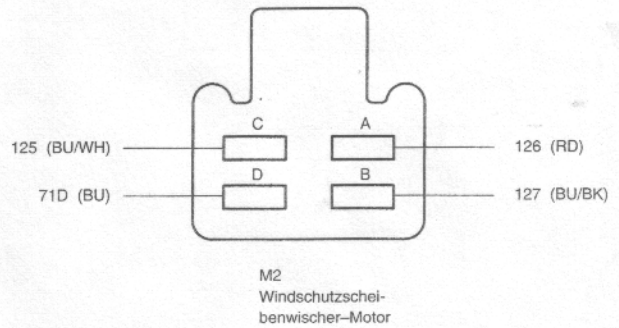 C A
125 (BU/WH) 126 (RD)
D B
71D (BU) 127 (BU/BK)
M2
Windschutzschei-
benwischer–Motor